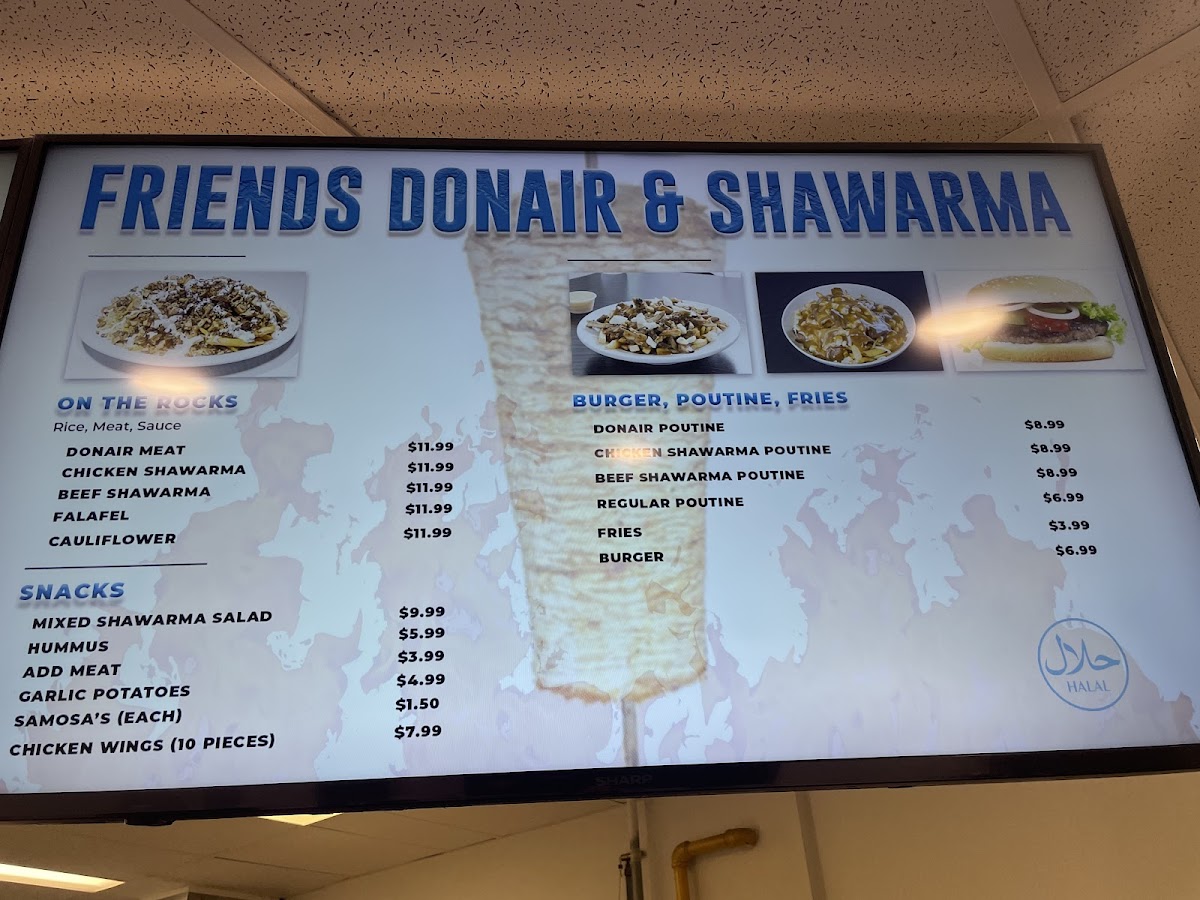 FRIENDS DONAIR & SHAWARMA
ON THE ROCKS
Rice, Meat, Sauce
DONAIR MEAT $11.99
CHICKEN SHAWARMA $11.99
BEEF SHAWARMA $11.99
FALAFEL $11.99
CAULIFLOWER $11.99
SNACKS
MIXED SHAWARMA SALAD $9.99
HUMMUS $5.99
ADD MEAT $3.99
GARLIC POTATOES $4.99
SAMOSA'S (EACH) $1.50
CHICKEN WINGS (10 PIECES) $7.99
BURGER, POUTINE, FRIES
DONAIR POUTINE $8.99
CHICKEN SHAWARMA POUTINE $8.99
BEEF SHAWARMA POUTINE $8.99
REGULAR POUTINE $6.99
FRIES $3.99
BURGER $6.99
حلال
HALAL
SHARP